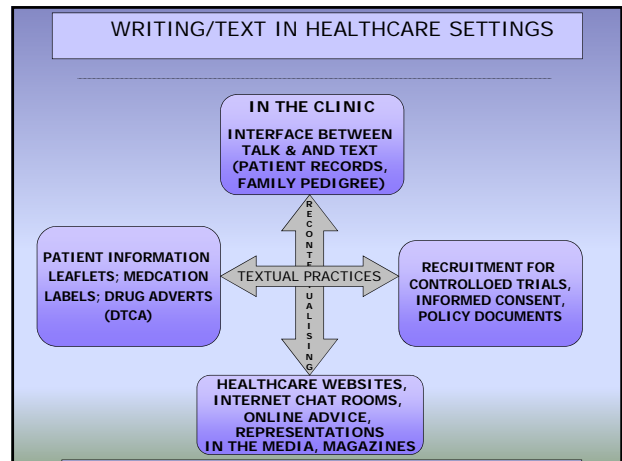 WRITING/TEXT IN HEALTHCARE SETTINGS
IN THE CLINIC
INTERFACE BETWEEN
TALK & AND TEXT
(PATIENT RECORDS,
FAMILY PEDIGREE)
RECONTEXTUALISING
PATIENT INFORMATION
LEAFLETS; MEDCATION
LABELS; DRUG ADVERTS
(DTCA)
TEXTUAL PRACTICES
RECRUITMENT FOR
CONTROLLOED TRIALS,
INFORMED CONSENT,
POLICY DOCUMENTS
HEALTHCARE WEBSITES,
INTERNET CHAT ROOMS,
ONLINE ADVICE,
REPRESENTATIONS
IN THE MEDIA, MAGAZINES